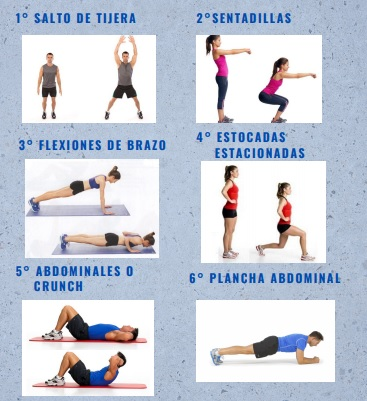 1° SALTO DE TIJERA
2°SENTADILLAS
3° FLEXIONES DE BRAZO
4° ESTOCADAS
ESTACIONADAS
5° ABDOMINALES O
CRUNCH
6° PLANCHA ABDOMINAL